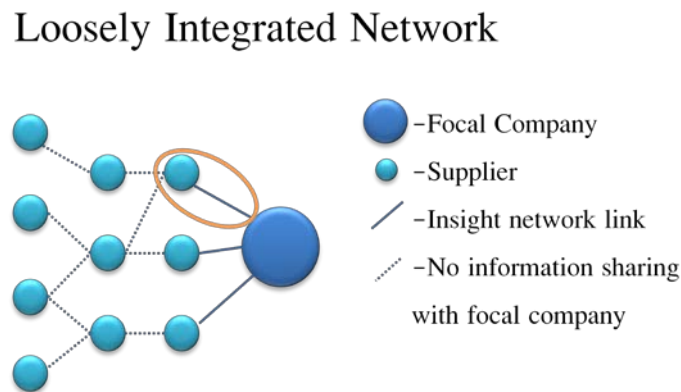 Loosely Integrated Network
–Focal Company
–Supplier
–Insight network link
–No information sharing
with focal company